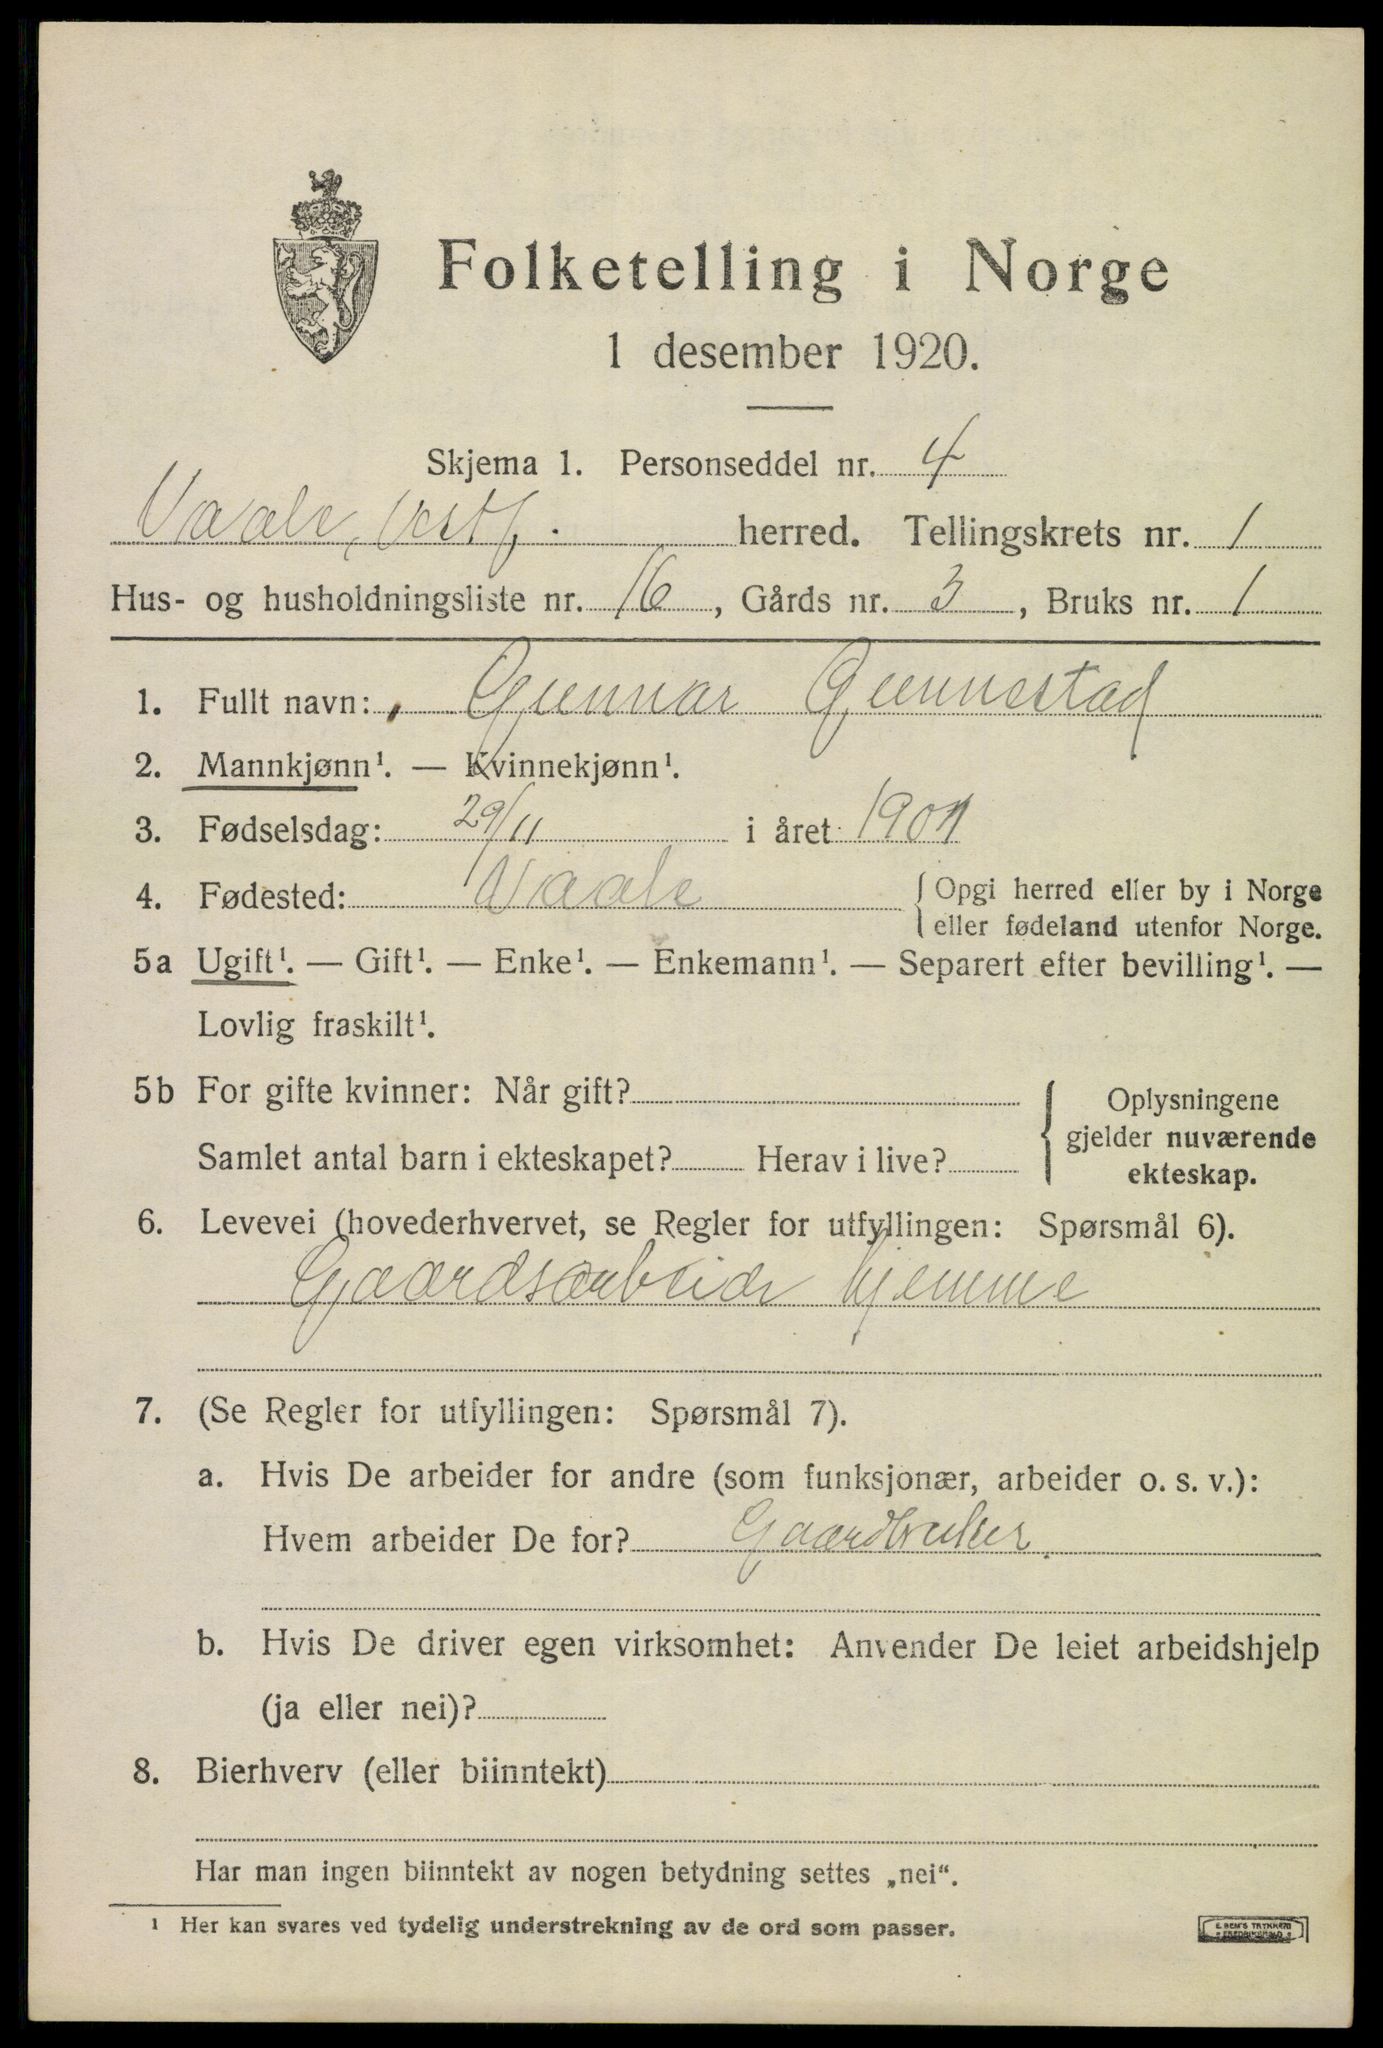 Folketelling i Norge
1 desember 1920.
Skjema 1. Personseddel nr. 4
Vaale, Vestf. herred. Tellingskrets nr. 1
Hus- og husholdningsliste nr. 16, Gårds nr. 3, Bruks nr. 1
1. Fullt navn: Gunnar Gunnestad
2. Mannkjønn¹. — Kvinnekjønn¹.
3. Fødselsdag: 29/11 i året
4. Fødested: Vaale { Opgi herred eller by i Norge
eller fødeland utenfor Norge.
5a Ugift¹. — Gift¹. — Enke¹. — Enkemann¹. — Separert efter bevilling¹. —
Lovlig fraskilt¹.
5b For gifte kvinner: Når gift? { Oplysningene
gjelder nuværende
Samlet antal barn i ekteskapet? Herav i live? ekteskap.
6. Levevei (hovederhvervet, se Regler for utfyllingen: Spørsmål 6).
Gaardsarbeider hjemme
7. (Se Regler for utfyllingen: Spørsmål 7).
a. Hvis De arbeider for andre (som funksjonær, arbeider o. s. v.):
Hvem arbeider De for? Gaardbruker.
b. Hvis De driver egen virksomhet: Anvender De leiet arbeidshjelp
(ja eller nei)?
8. Bierhverv (eller biinntekt)
Har man ingen biinntekt av nogen betydning settes „nei“.
¹ Her kan svares ved tydelig understrekning av de ord som passer.